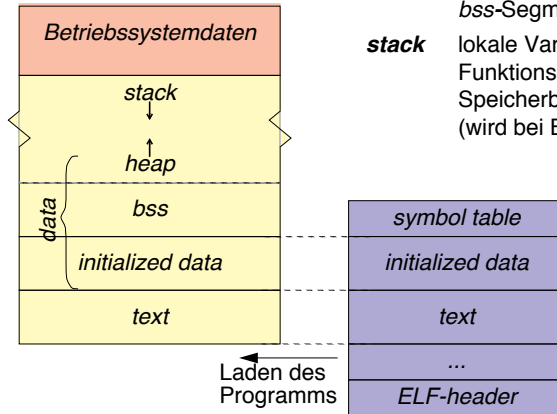 bss-Segm
Betriebssystemdaten
stack lokale Var
Funktions
Speicherb
(wird bei E
stack
heap
data
bss
initialized data
text
symbol table
initialized data
text
...
ELF-header
Laden des
Programms